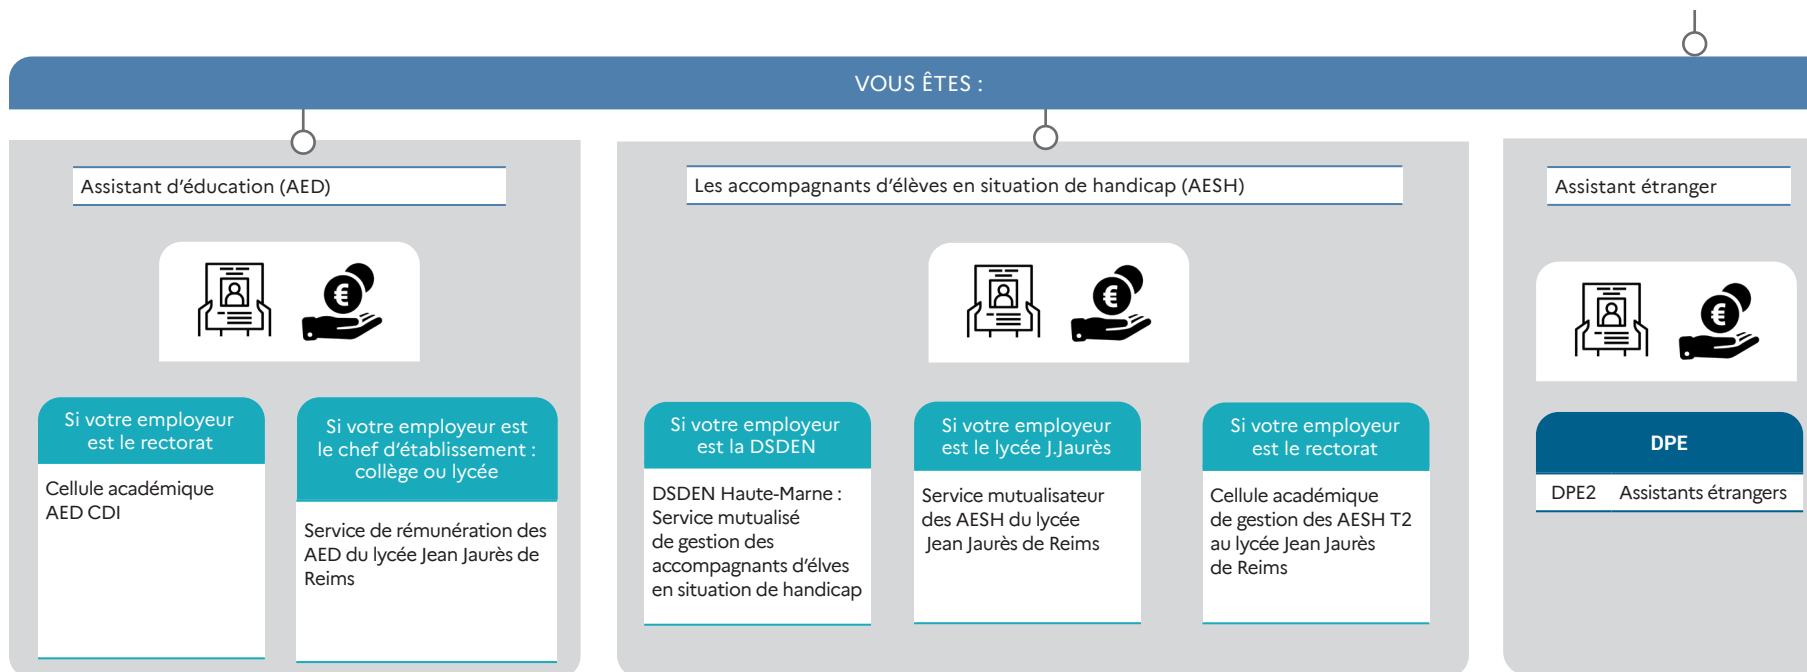 VOUS ÊTES :
Assistant d’éducation (AED)
Si votre employeur
est le rectorat
Cellule académique
AED CDI
Si votre employeur est
le chef d’établissement :
collège ou lycée
Service de rémunération des
AED du lycée Jean Jaurès de
Reims
Les accompagnants d’élèves en situation de handicap (AESH)
Si votre employeur
est la DSDEN
DSDEN Haute-Marne :
Service mutualisé
de gestion des
accompagnants d’élves
en situation de handicap
Si votre employeur
est le lycée J.Jaurès
Service mutualisateur
des AESH du lycée
Jean Jaurès de Reims
Si votre employeur
est le rectorat
Cellule académique
de gestion des AESH T2
au lycée Jean Jaurès
de Reims
Assistant étranger
DPE
DPE2 Assistants étrangers